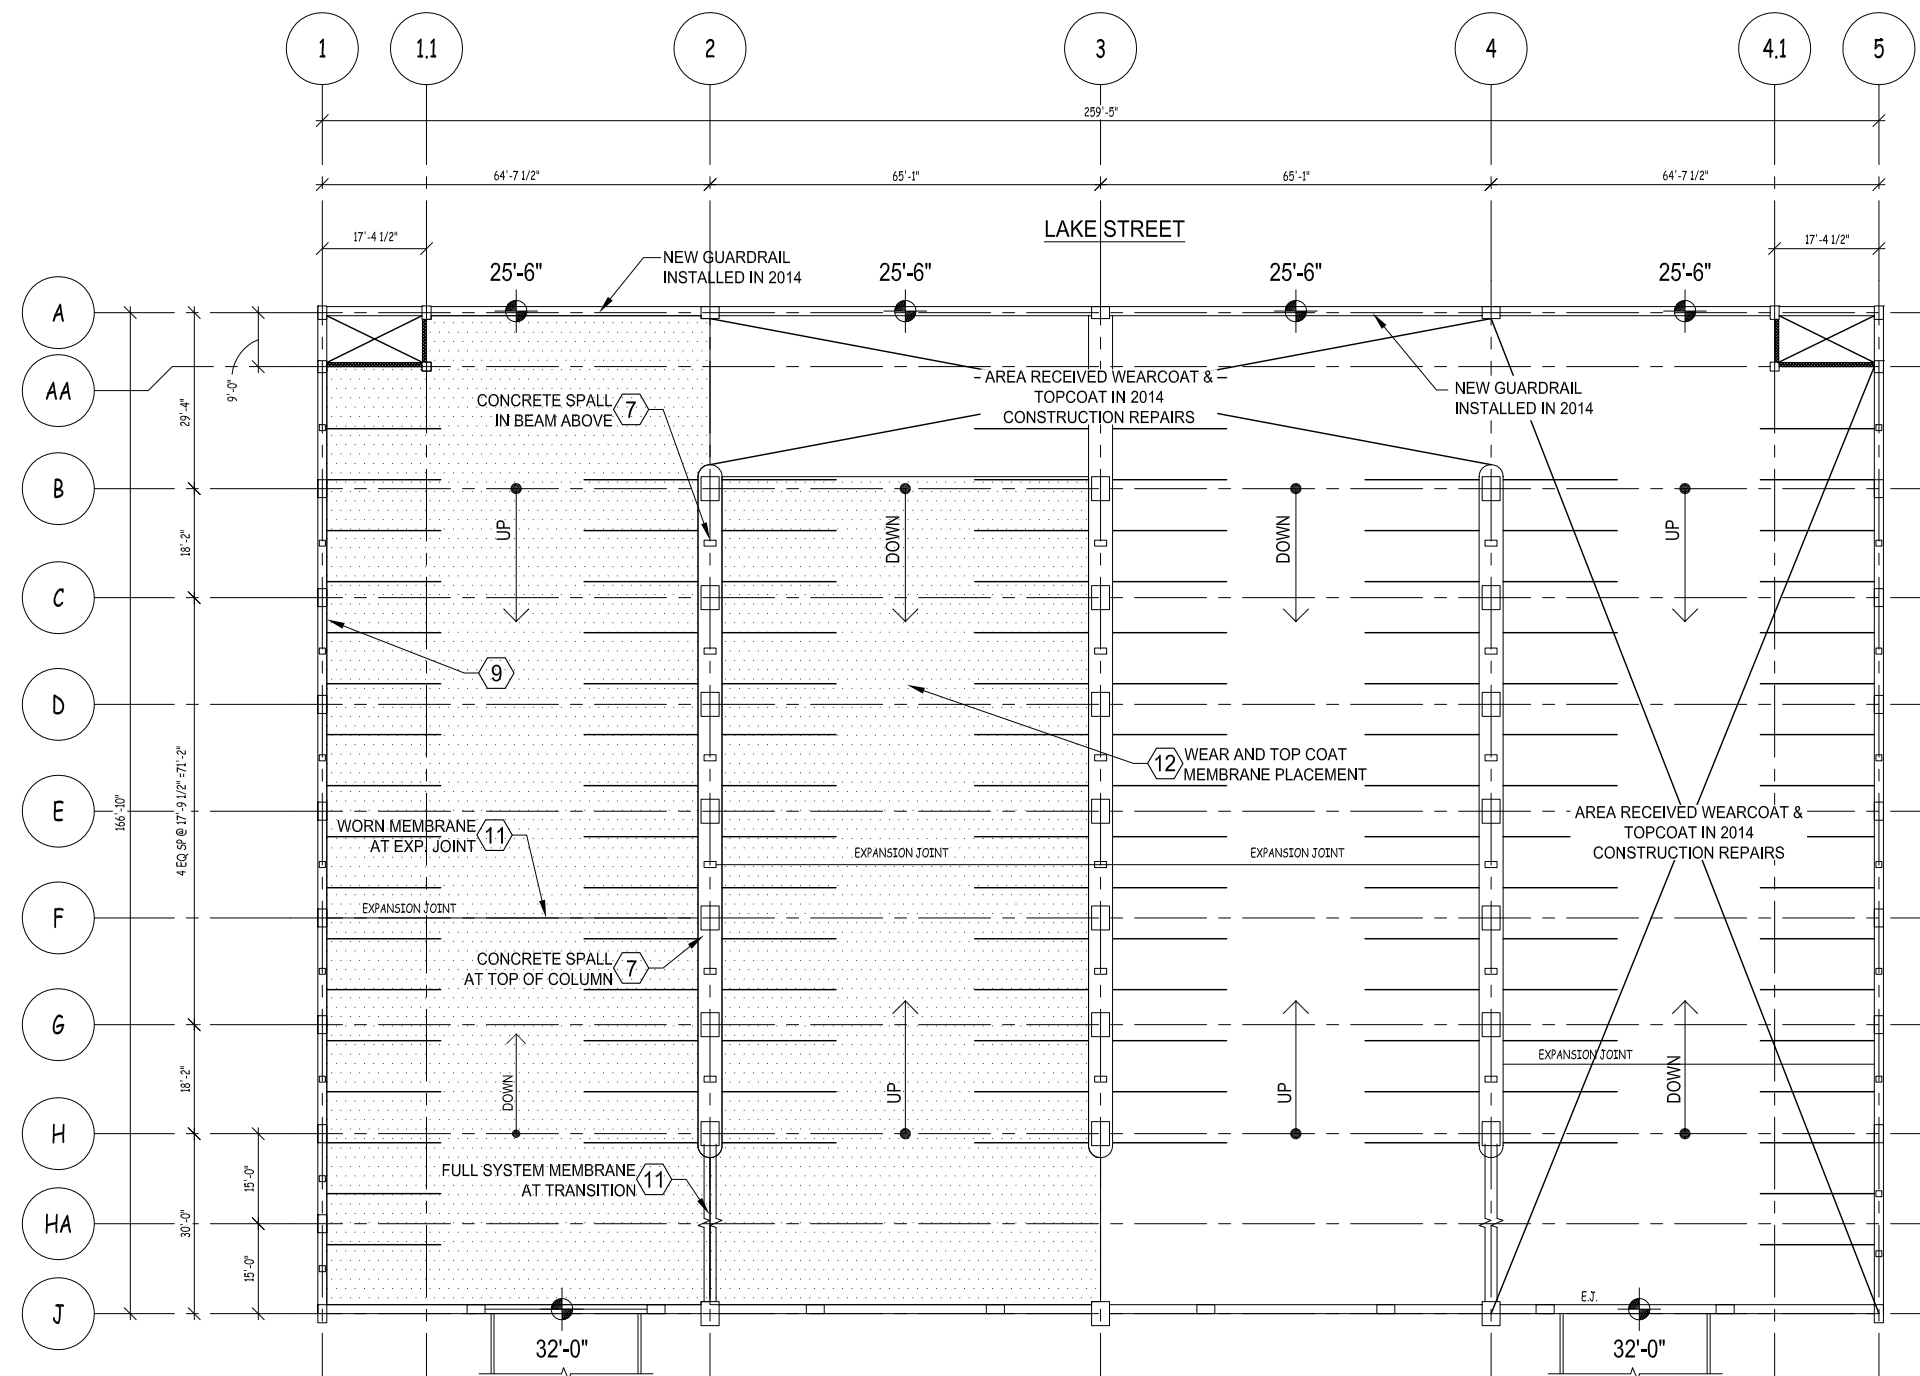 1
1.1
2
3
4
4.1
5
259'-5"
64'-7 1/2"
65'-1"
65'-1"
64'-7 1/2"
LAKE STREET
17'-4 1/2"
17'-4 1/2"
NEW GUARDRAIL
INSTALLED IN 2014
25'-6"
25'-6"
25'-6"
25'-6"
A
AA
9'-0"
29'-4"
AREA RECEIVED WEARCOAT &
TOPCOAT IN 2014
CONSTRUCTION REPAIRS
NEW GUARDRAIL
INSTALLED IN 2014
CONCRETE SPALL
IN BEAM ABOVE
7
B
UP
DOWN
DOWN
UP
18'-2"
C
9
D
12
WEAR AND TOP COAT
MEMBRANE PLACEMENT
4 EQ SP @ 17'-9 1/2" =71'-2"
166'-10"
E
WORN MEMBRANE
AT EXP. JOINT
11
AREA RECEIVED WEARCOAT &
TOPCOAT IN 2014
CONSTRUCTION REPAIRS
EXPANSION JOINT
EXPANSION JOINT
F
EXPANSION JOINT
CONCRETE SPALL
AT TOP OF COLUMN
7
G
EXPANSION JOINT
18'-2"
DOWN
UP
UP
DOWN
H
FULL SYSTEM MEMBRANE
AT TRANSITION
11
15'-0"
HA
30'-0"
15'-0"
J
E.J.
32'-0"
32'-0"